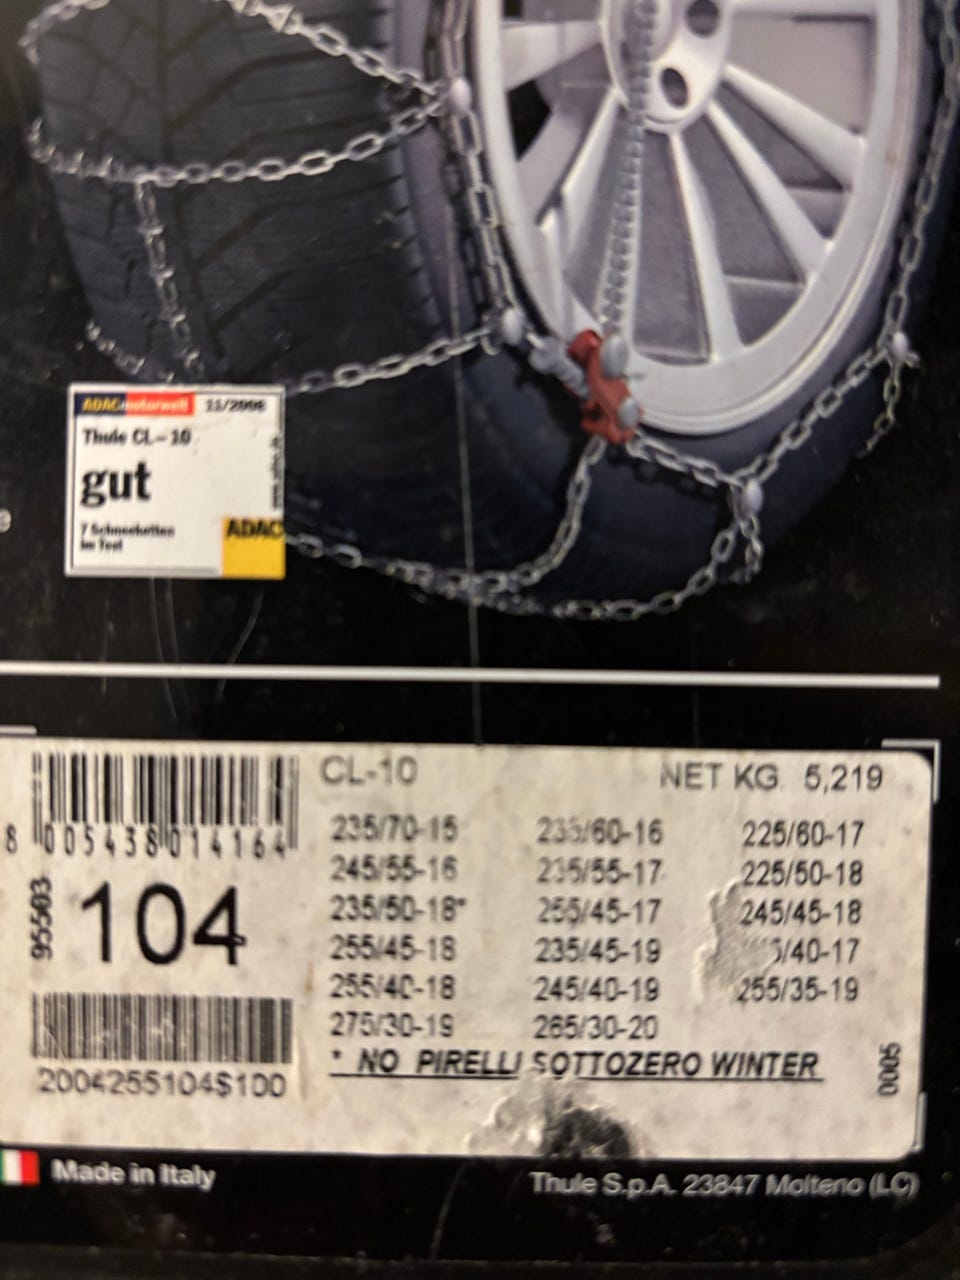 ADAC motorwelt 11/2006
Thule CL-10
gut
7 Schneeketten
im Test
ADAC
e
CL-10 NET KG. 5,219
8 005438 014164
95503
104
235/70-15 235/60-16 225/60-17
245/55-16 235/55-17 225/50-18
235/50-18* 255/45-17 245/45-18
255/45-18 235/45-19 5/40-17
255/40-18 245/40-19 255/35-19
275/30-19 265/30-20
* NO PIRELLI SOTTOZERO WINTER
2004255104$100
0005
Made in Italy
Thule S.p.A. 23847 Molteno (LC)